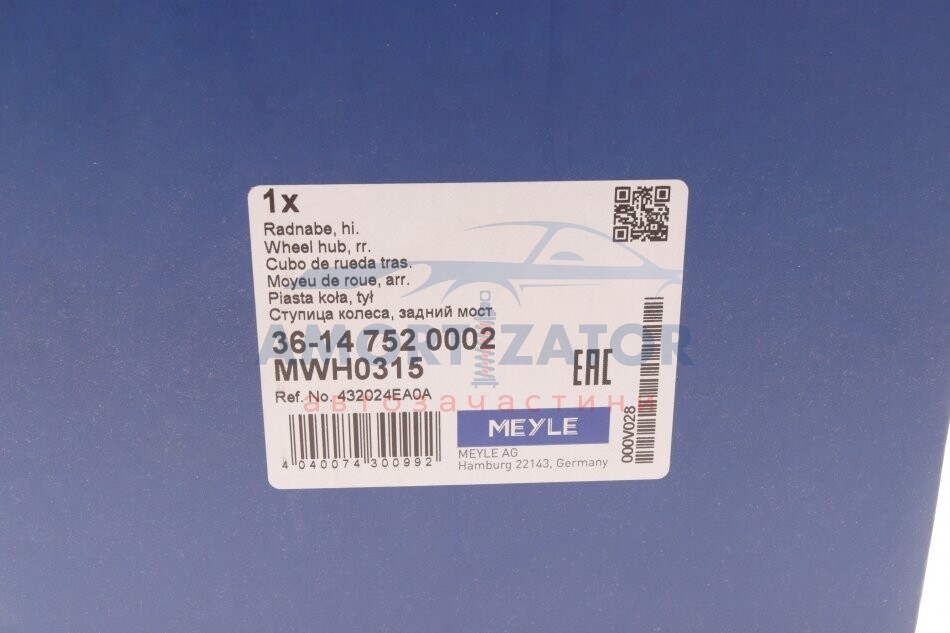 1x
Radnabe, hi.
Wheel hub, rr.
Cubo de rueda tras.
Moyeu de roue, arr.
Piasta koła, tył
Ступица колеса, задний мост
36-14 752 0002
MWH0315
EAC
Ref. No. 432024EA0A
4 040074 300992
MEYLE
MEYLE AG
Hamburg 22143, Germany
000V028
AMORTIZATOR
автозапчастини